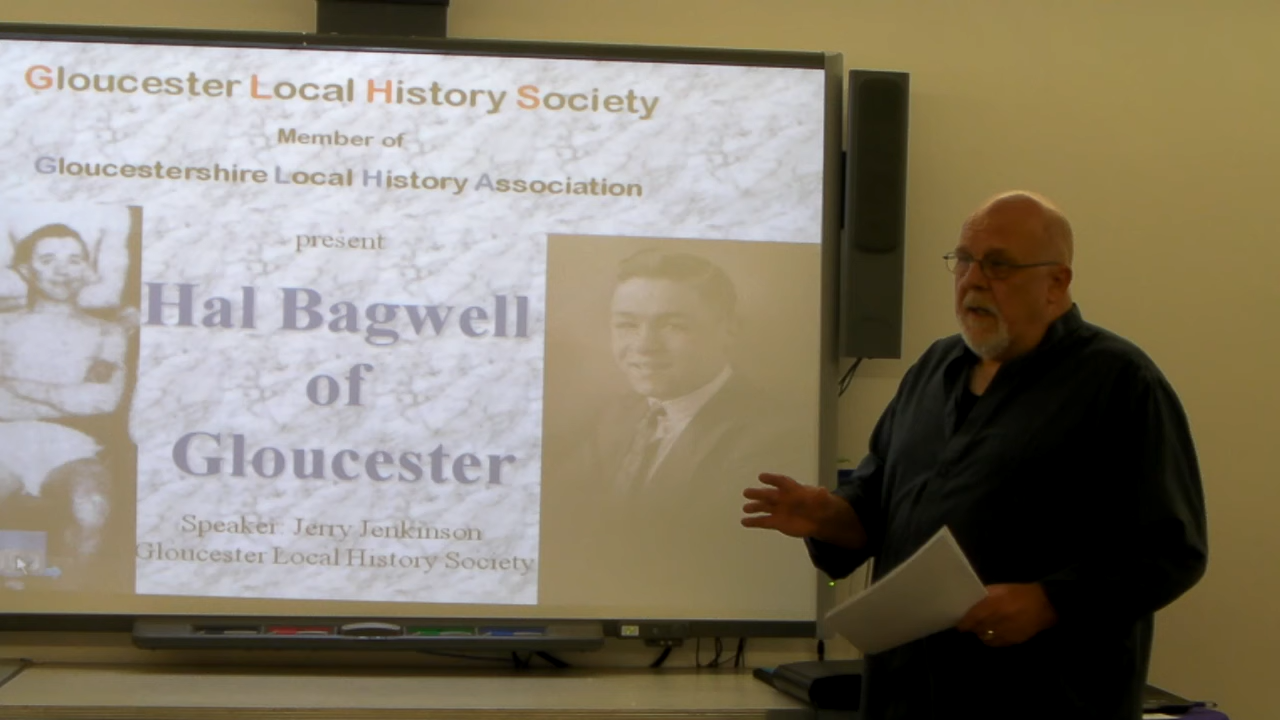 Gloucester Local History Society
Member of
Gloucestershire Local History Association
present
Hal Bagwell
of
Gloucester
Speaker: Jerry Jenkinson
Gloucester Local History Society